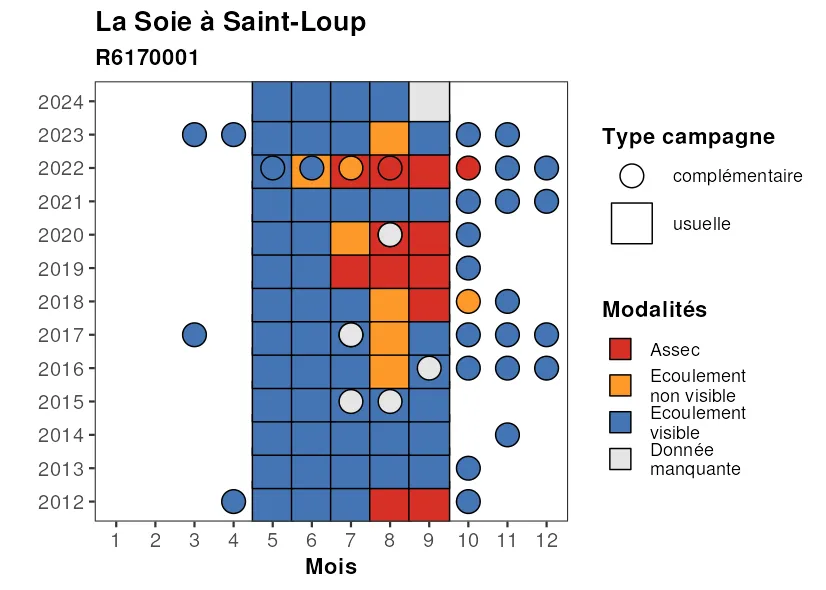 La Soie à Saint-Loup
R6170001
2024
2023
2022
2021
2020
2019
2018
2017
2016
2015
2014
2013
2012
1 2 3 4 5 6 7 8 9 10 11 12
Mois
Type campagne
complémentaire
usuelle
Modalités
Assec
Ecoulement
non visible
Ecoulement
visible
Donnée
manquante